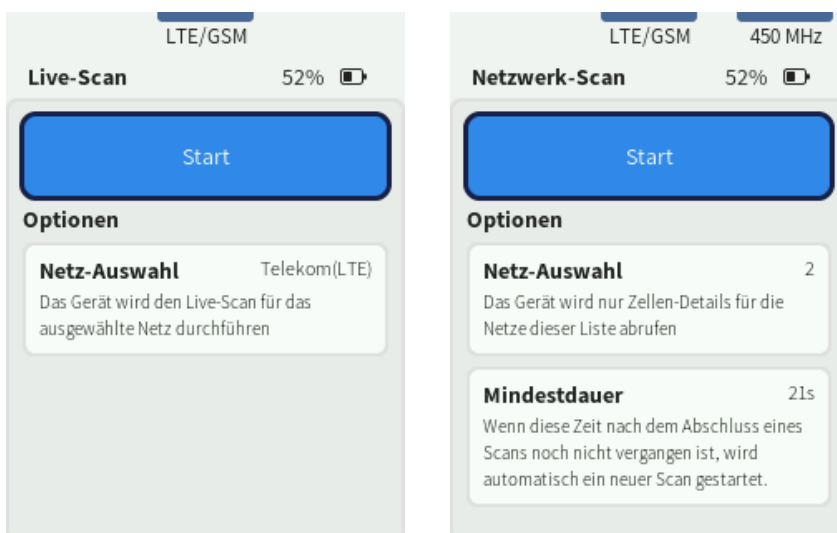 LTE/GSM
Live-Scan 52%
Start
Optionen
Netz-Auswahl Telekom(LTE)
Das Gerät wird den Live-Scan für das
ausgewählte Netz durchführen
LTE/GSM 450 MHz
Netzwerk-Scan 52%
Start
Optionen
Netz-Auswahl 2
Das Gerät wird nur Zellen-Details für die
Netze dieser Liste abrufen
Mindestdauer 21s
Wenn diese Zeit nach dem Abschluss eines
Scans noch nicht vergangen ist, wird
automatisch ein neuer Scan gestartet.